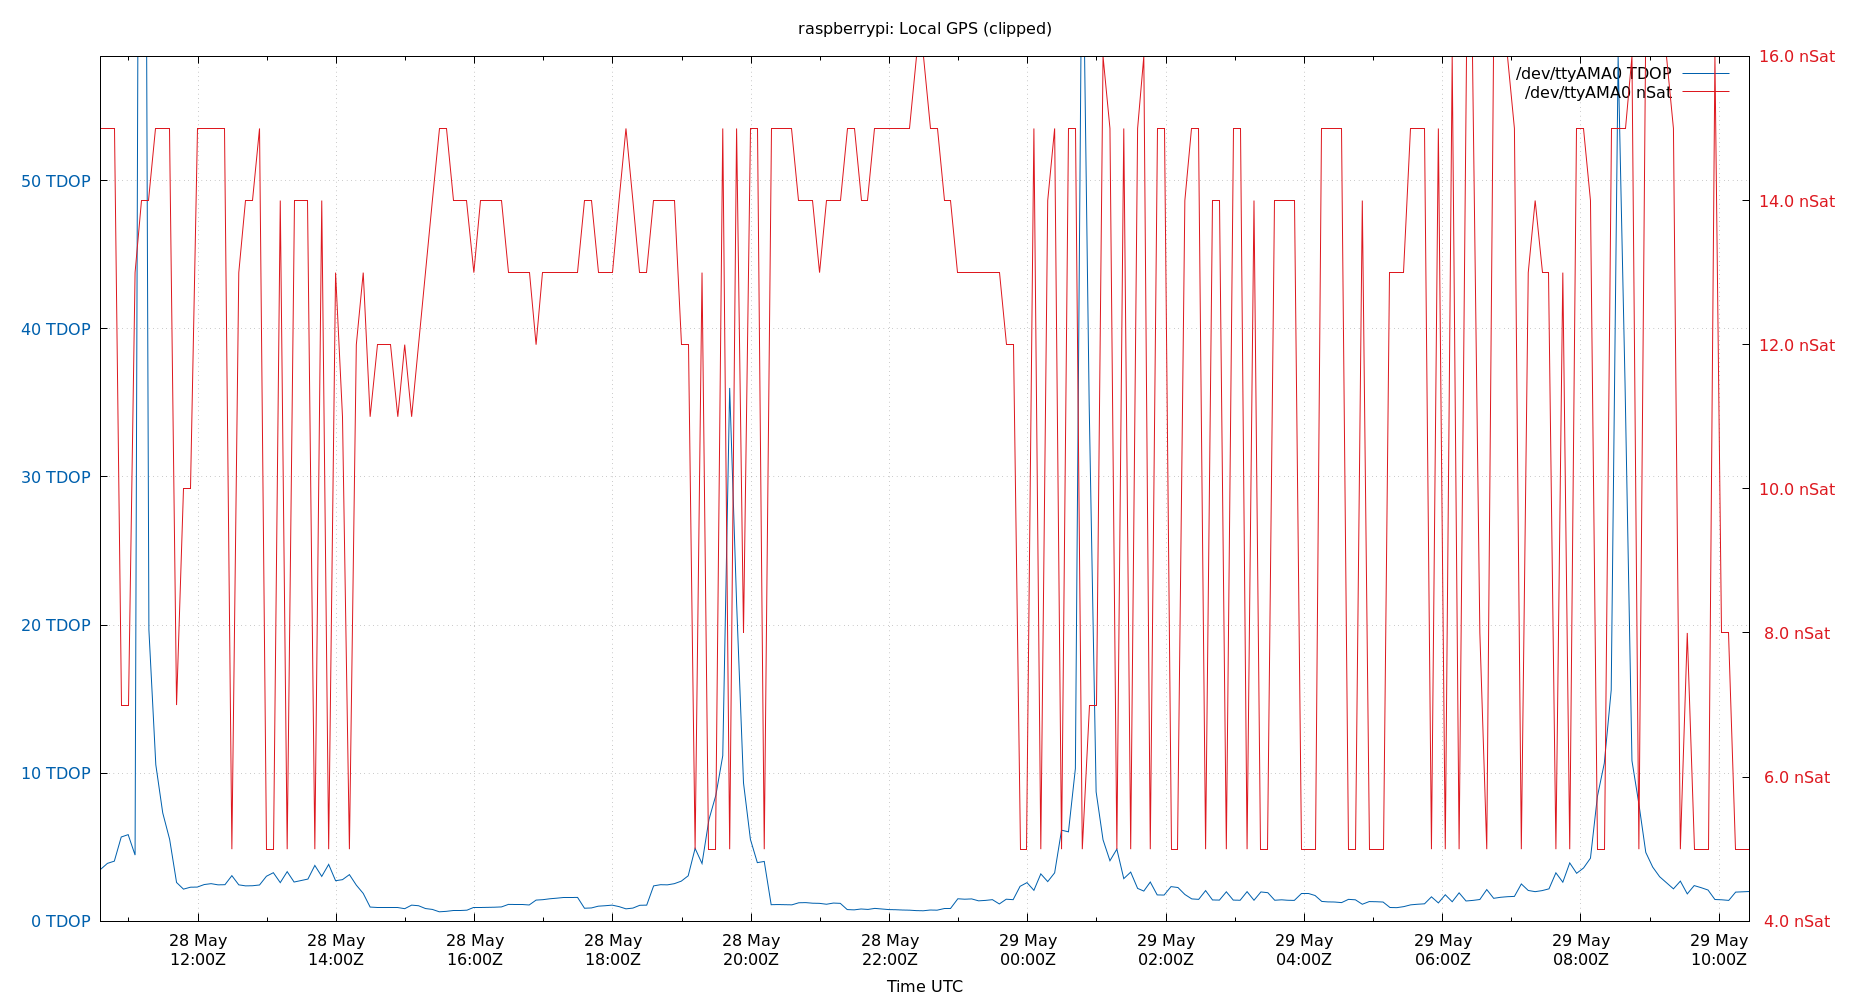 raspberrypi: Local GPS (clipped)
/dev/ttyAMA0 TDOP
/dev/ttyAMA0 nSat
50 TDOP
40 TDOP
30 TDOP
20 TDOP
10 TDOP
0 TDOP
16.0 nSat
14.0 nSat
12.0 nSat
10.0 nSat
8.0 nSat
6.0 nSat
4.0 nSat
28 May
12:00Z
28 May
14:00Z
28 May
16:00Z
28 May
18:00Z
28 May
20:00Z
28 May
22:00Z
29 May
00:00Z
29 May
02:00Z
29 May
04:00Z
29 May
06:00Z
29 May
08:00Z
29 May
10:00Z
Time UTC